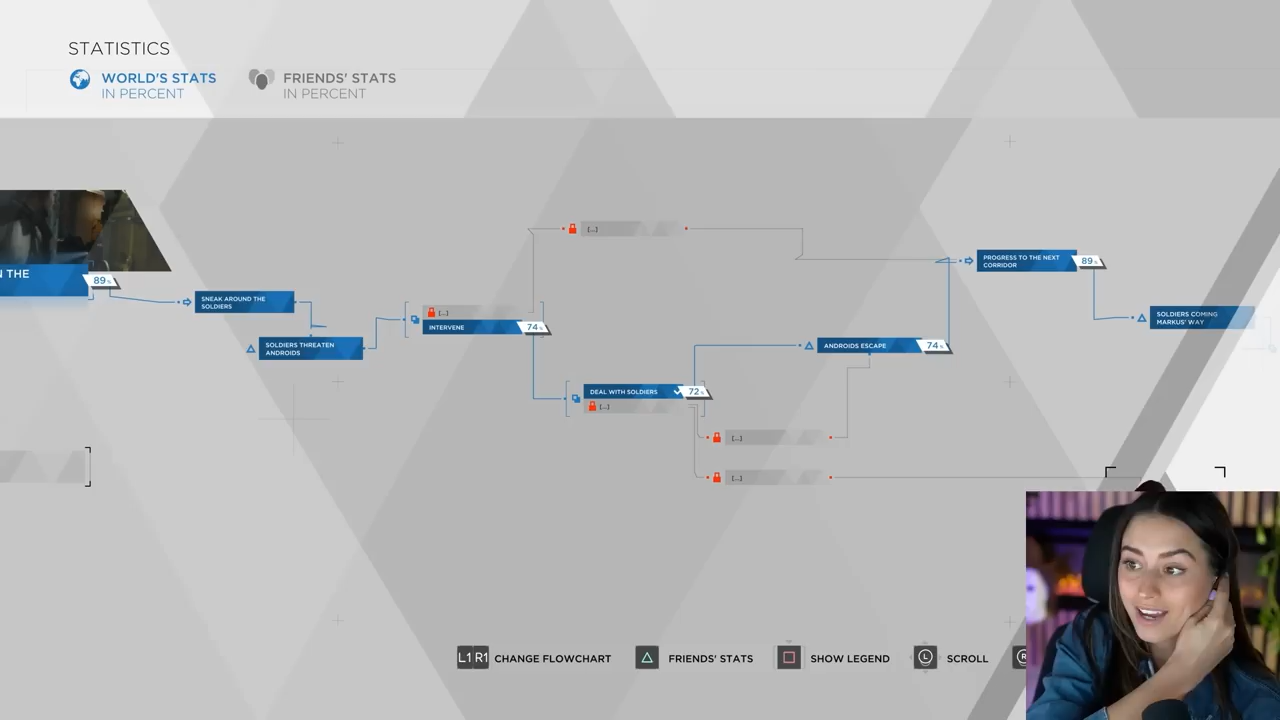 STATISTICS
WORLD'S STATS
IN PERCENT
FRIENDS' STATS
IN PERCENT
N THE
89%
SNEAK AROUND THE
SOLDIERS
SOLDIERS THREATEN
ANDROIDS
[...]
INTERVENE
74%
[...]
DEAL WITH SOLDIERS
72%
[...]
[...]
[...]
ANDROIDS ESCAPE
74%
PROGRESS TO THE NEXT
CORRIDOR
89%
SOLDIERS COMING
MARKUS' WAY
L1 R1 CHANGE FLOWCHART
FRIENDS' STATS
SHOW LEGEND
L SCROLL
R